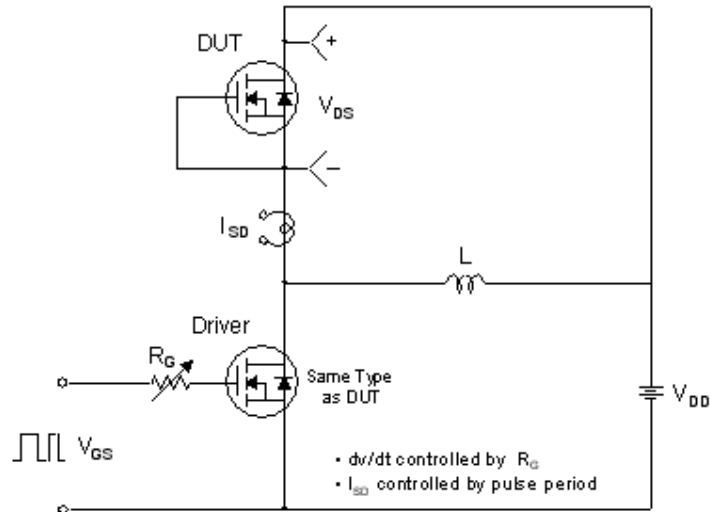 DUT
+
V_DS
−
I_SD
L
Driver
R_G
Same Type
as DUT
V_DD
V_GS
• dv/dt controlled by R_G
• I_SD controlled by pulse period